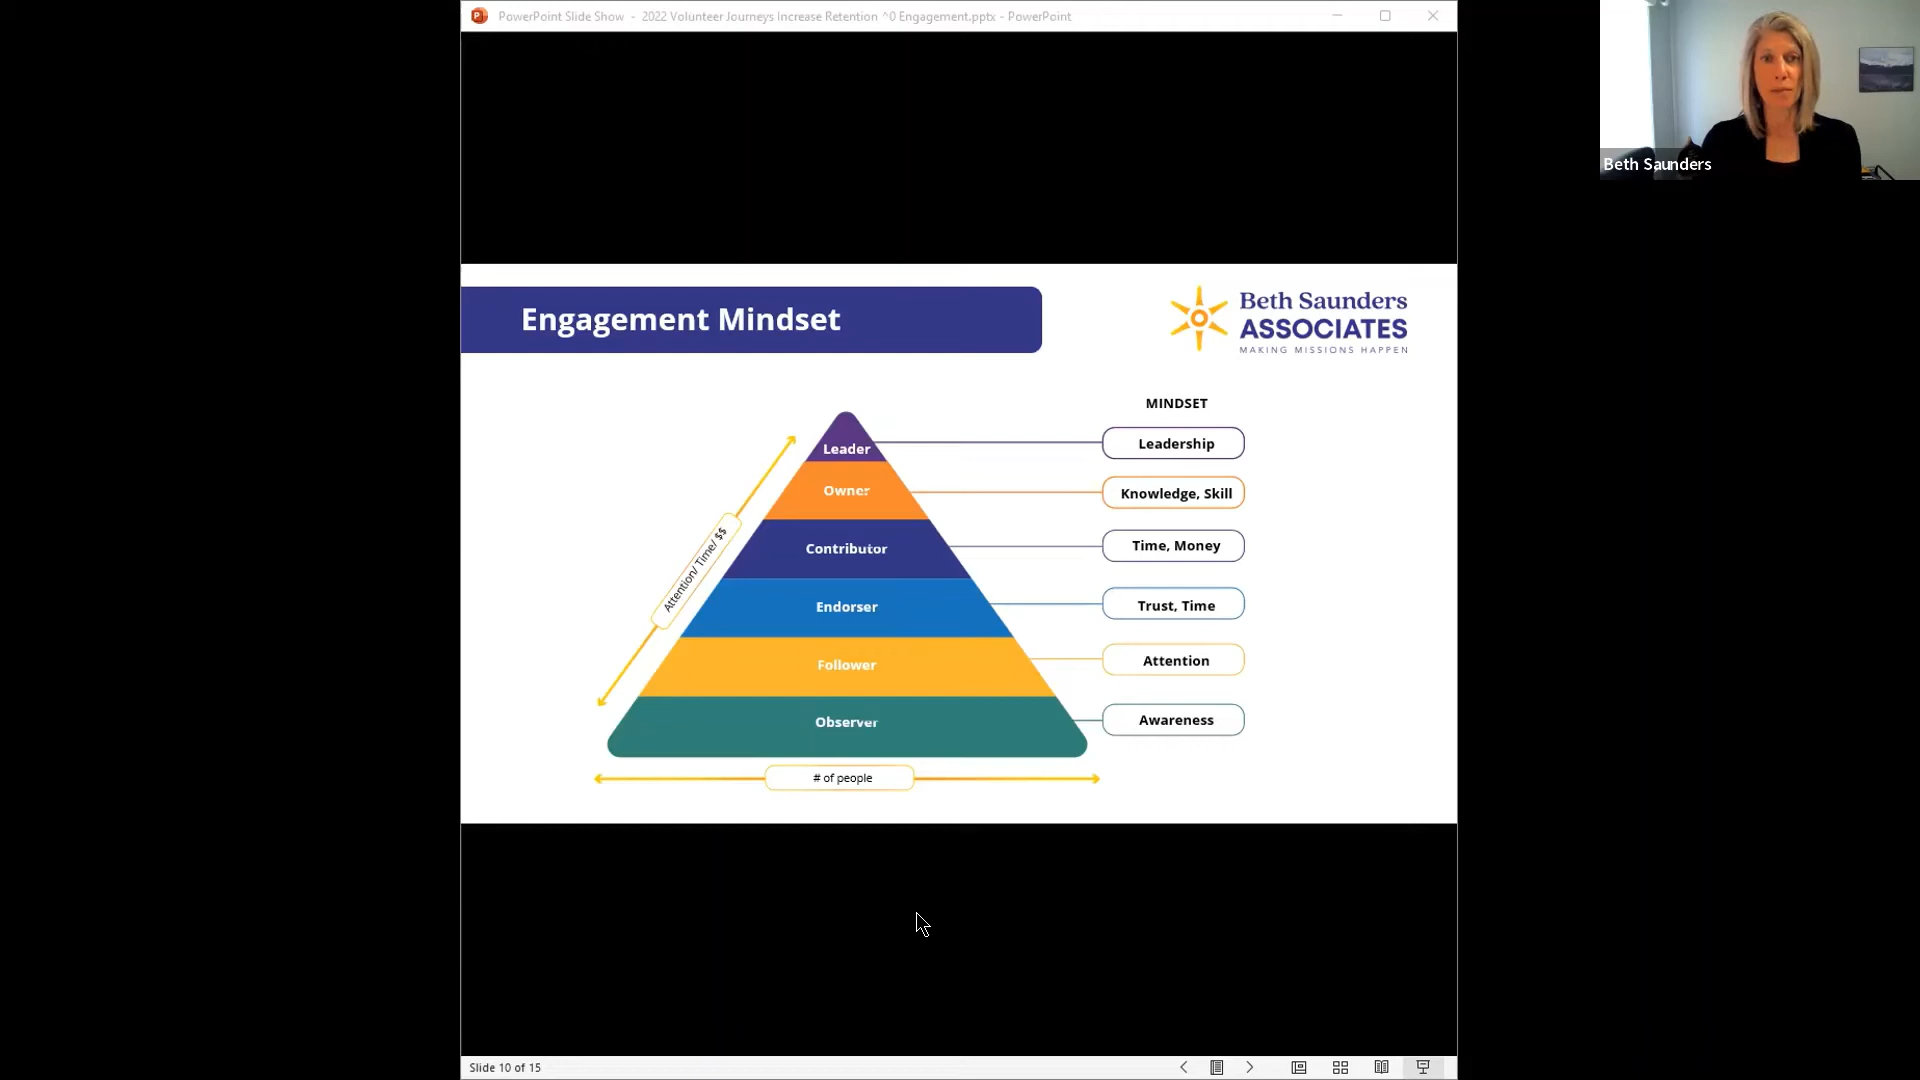 PowerPoint Slide Show - 2022 Volunteer Journeys Increase Retention ^0 Engagement.pptx - PowerPoint
Beth Saunders
Engagement Mindset
Beth Saunders
ASSOCIATES
MAKING MISSIONS HAPPEN
MINDSET
Leader
Leadership
Owner
Knowledge, Skill
Attention/ Time/ $$
Contributor
Time, Money
Endorser
Trust, Time
Follower
Attention
Observer
Awareness
# of people
Slide 10 of 15